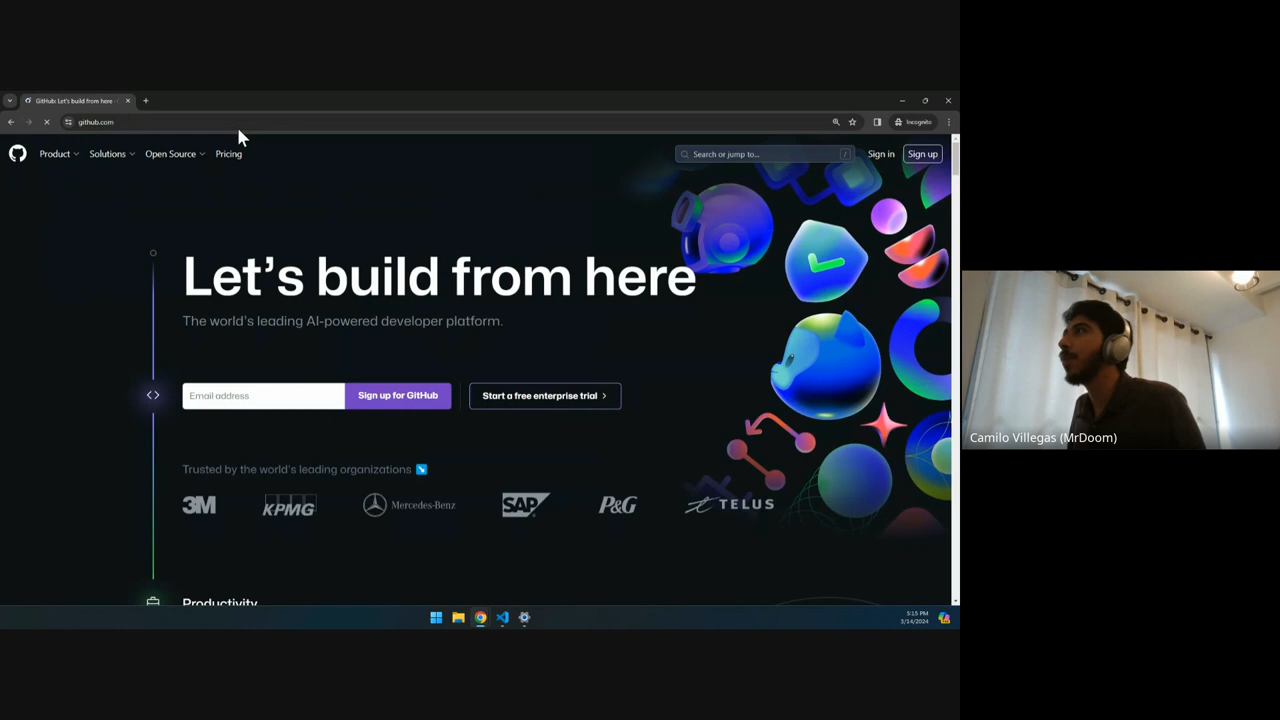 GitHub: Let's build from here ·
github.com
Incognito
Product
Solutions
Open Source
Pricing
Search or jump to...
/
Sign in
Sign up
Let's build from here
The world's leading AI-powered developer platform.
Email address
Sign up for GitHub
Start a free enterprise trial
Trusted by the world's leading organizations
3M
KPMG
Mercedes-Benz
SAP
P&G
TELUS
Productivity
5:15 PM
3/14/2024
Camilo Villegas (MrDoom)